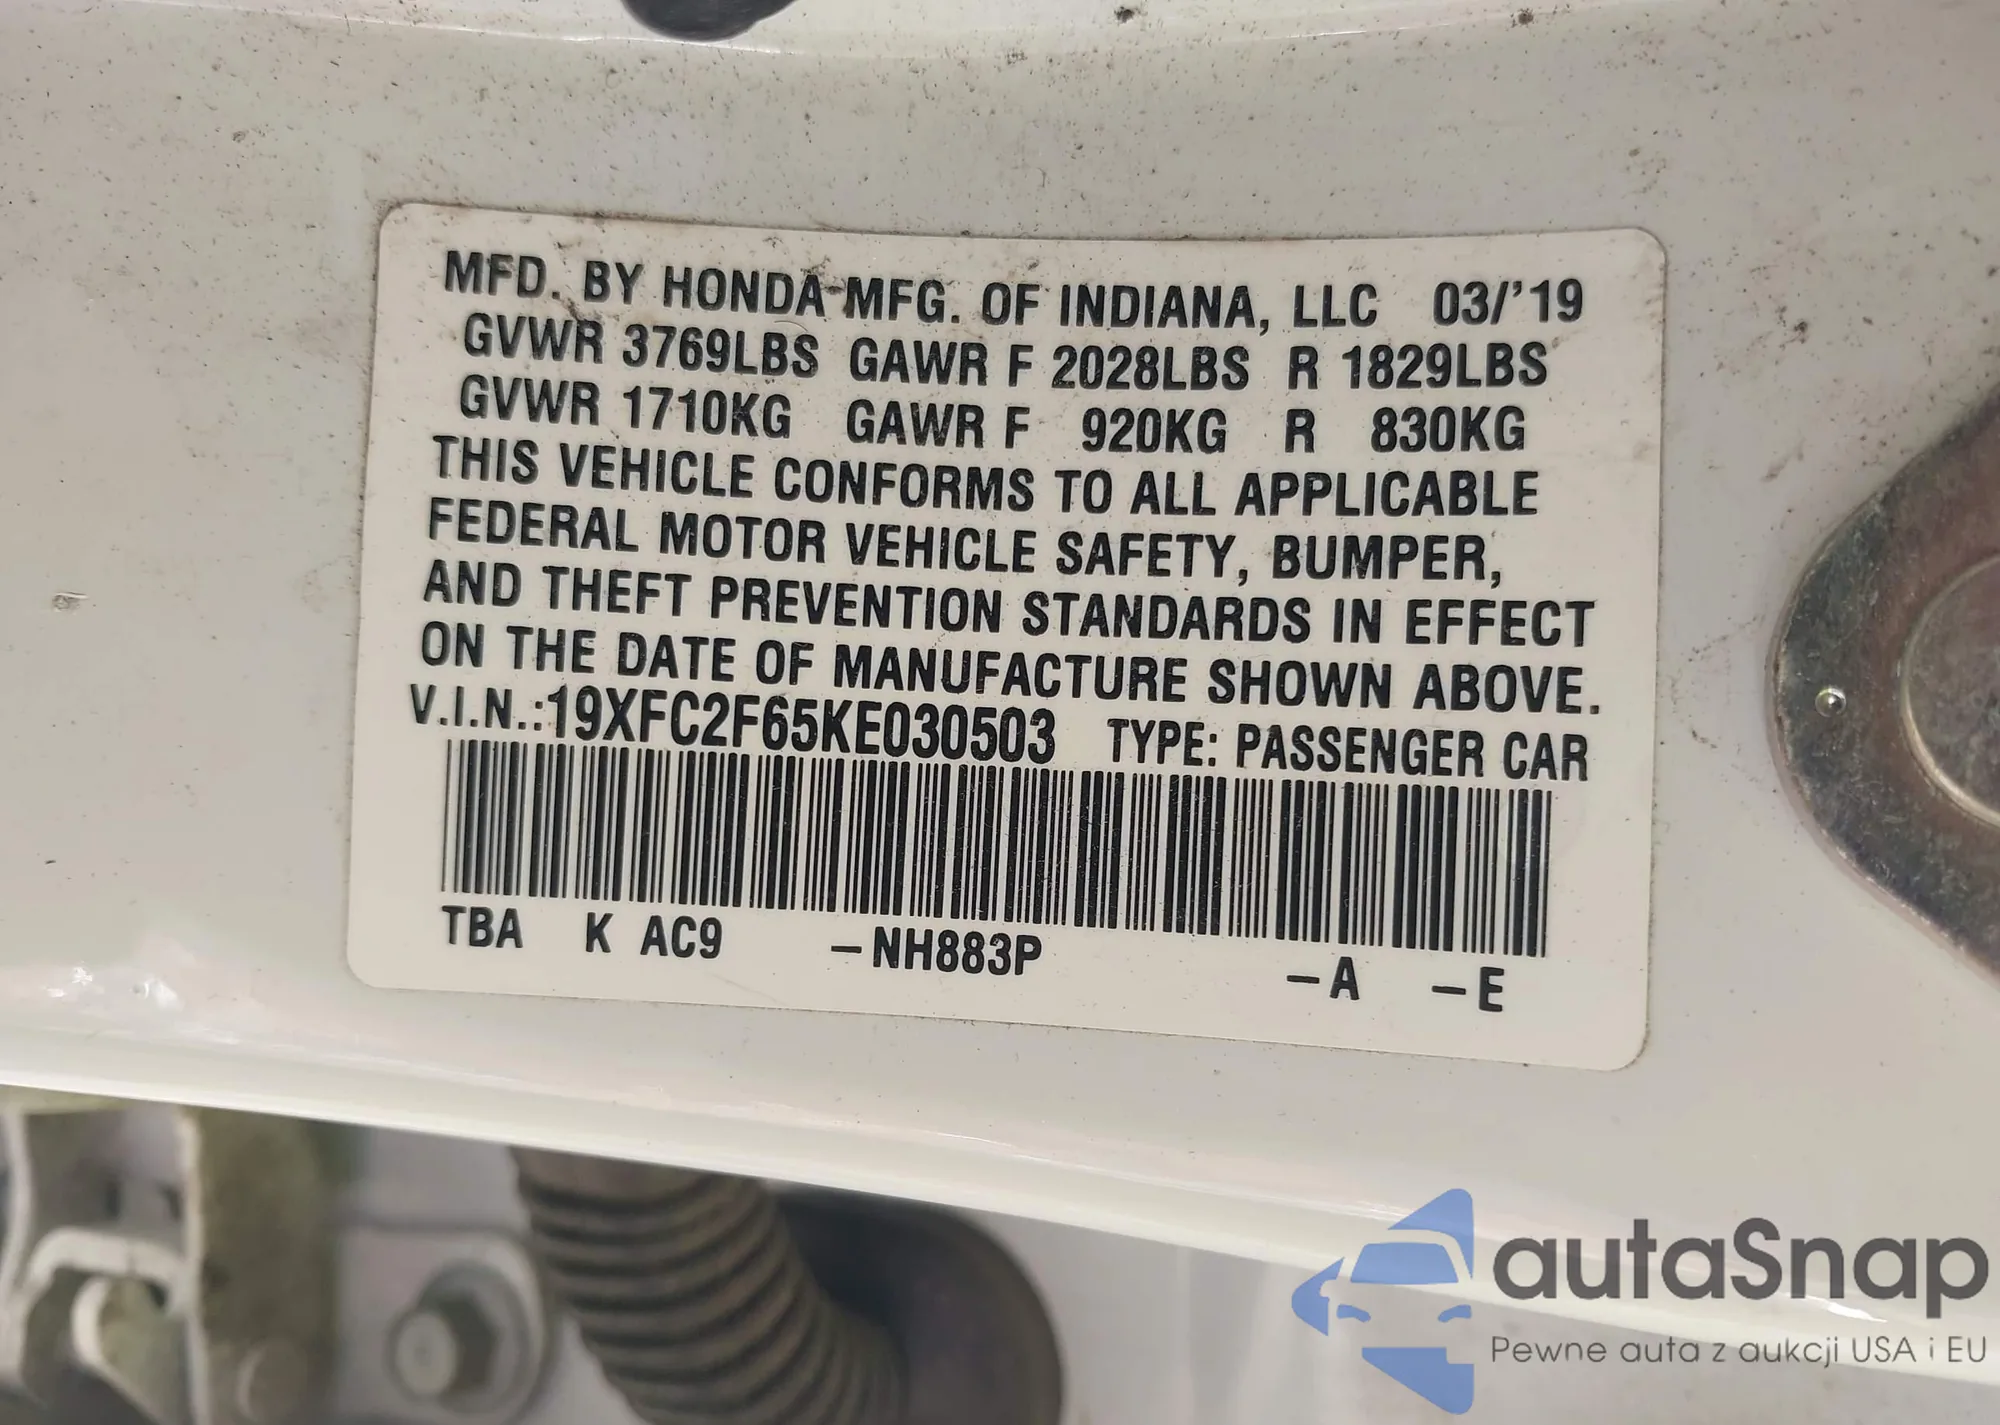 MFD. BY HONDA MFG. OF INDIANA, LLC 03/'19
GVWR 3769LBS GAWR F 2028LBS R 1829LBS
GVWR 1710KG GAWR F 920KG R 830KG
THIS VEHICLE CONFORMS TO ALL APPLICABLE
FEDERAL MOTOR VEHICLE SAFETY, BUMPER,
AND THEFT PREVENTION STANDARDS IN EFFECT
ON THE DATE OF MANUFACTURE SHOWN ABOVE.
V.I.N.:19XFC2F65KE030503 TYPE: PASSENGER CAR
TBA K AC9 –NH883P –A –E
autaSnap
Pewne auta z aukcji USA i EU